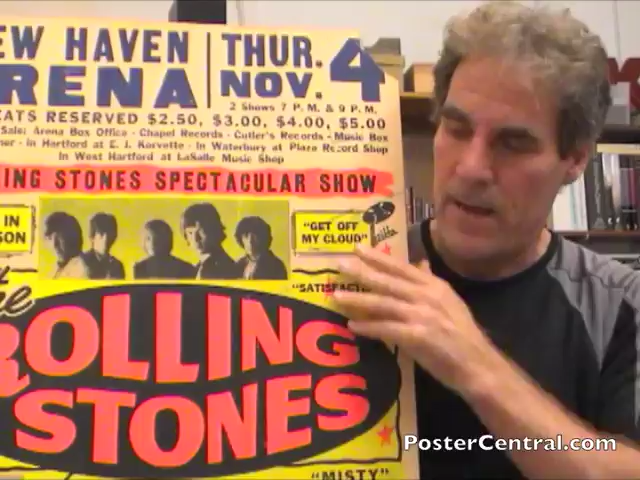 EW HAVEN
RENA
THUR.
NOV. 4
2 Shows 7 P. M. & 9 P. M.
EATS RESERVED $2.50, $3.00, $4.00, $5.00
Sale: Arena Box Office - Chapel Records - Cutler's Records - Music Box
- In Hartford at E. J. Korvette - In Waterbury at Plaza Record Shop
In West Hartford at LaSalle Music Shop
ING STONES SPECTACULAR SHOW
IN
SON
"GET OFF
MY CLOUD"
"SATISFACTION
ROLLING
STONES
"MISTY"
PosterCentral.com